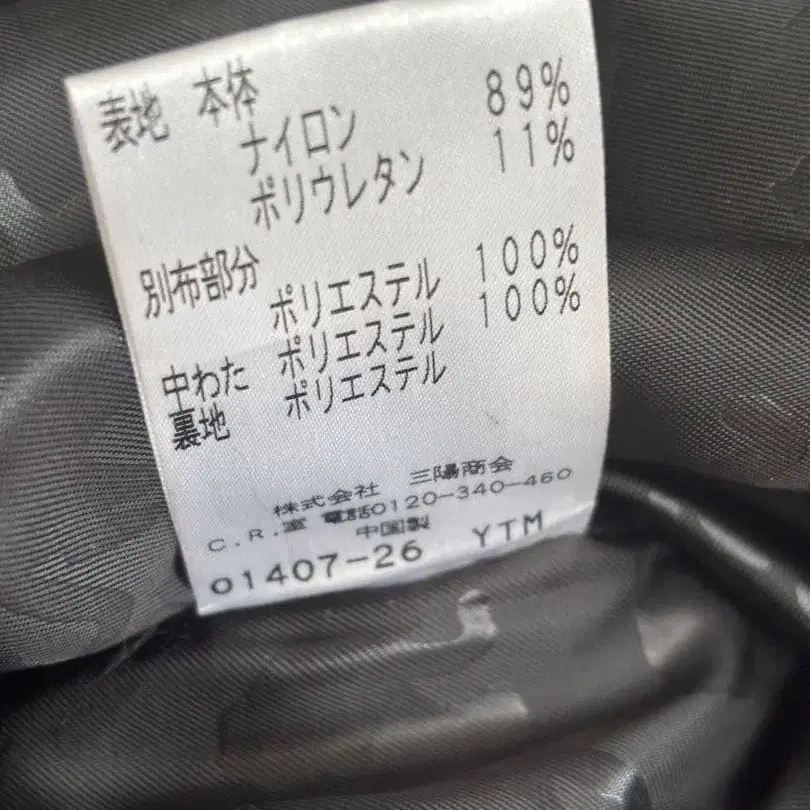 表地 本体
ナイロン 89%
ポリウレタン 11%
別布部分
ポリエステル 100%
中わた ポリエステル 100%
裏地 ポリエステル
株式会社 三陽商会
C.R.室 電話0120-340-460
中国製
01407-26 YTM